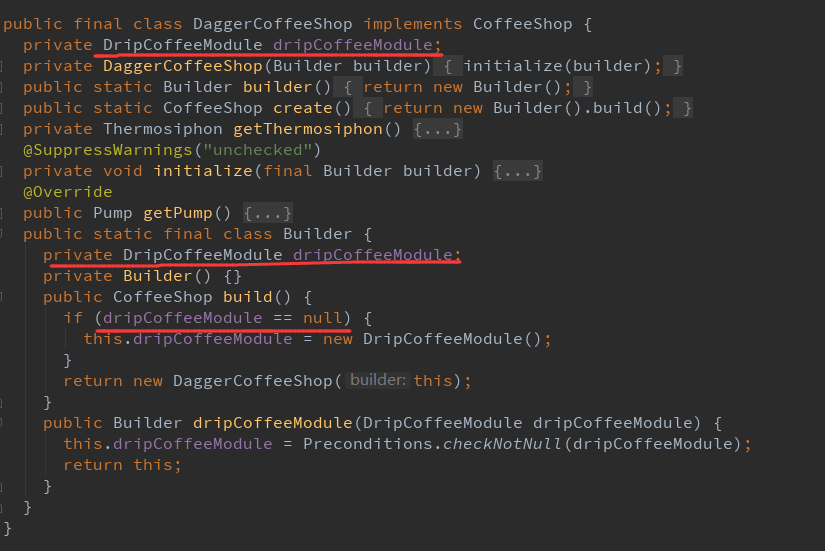 public final class DaggerCoffeeShop implements CoffeeShop {
private DripCoffeeModule dripCoffeeModule;
private DaggerCoffeeShop(Builder builder) { initialize(builder); }
public static Builder builder() { return new Builder(); }
public static CoffeeShop create() { return new Builder().build(); }
private Thermosiphon getThermosiphon() {...}
@SuppressWarnings("unchecked")
private void initialize(final Builder builder) {...}
@Override
public Pump getPump() {...}
public static final class Builder {
private DripCoffeeModule dripCoffeeModule;
private Builder() {}
public CoffeeShop build() {
if (dripCoffeeModule == null) {
this.dripCoffeeModule = new DripCoffeeModule();
}
return new DaggerCoffeeShop( builder: this);
}
public Builder dripCoffeeModule(DripCoffeeModule dripCoffeeModule) {
this.dripCoffeeModule = Preconditions.checkNotNull(dripCoffeeModule);
return this;
}
}
}